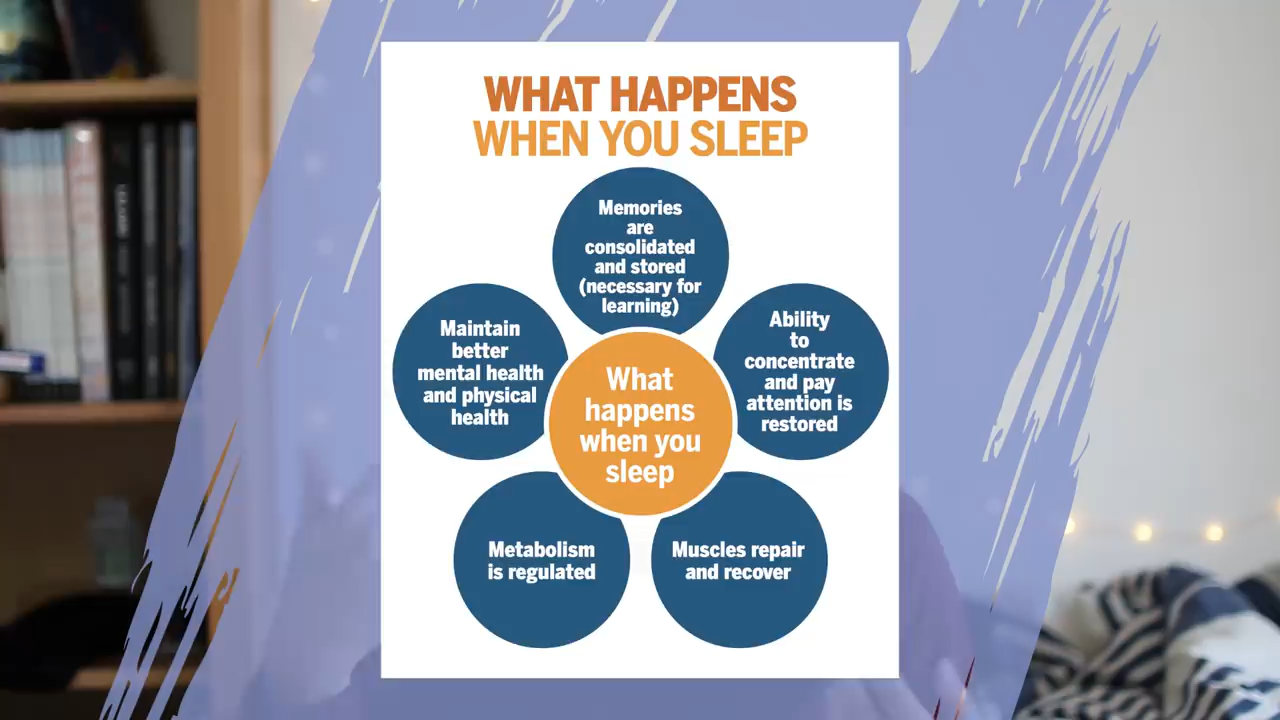 WHAT HAPPENS
WHEN YOU SLEEP
Memories
are
consolidated
and stored
(necessary for
learning)
Maintain
better
mental health
and physical
health
Ability
to
concentrate
and pay
attention is
restored
What
happens
when you
sleep
Metabolism
is regulated
Muscles repair
and recover